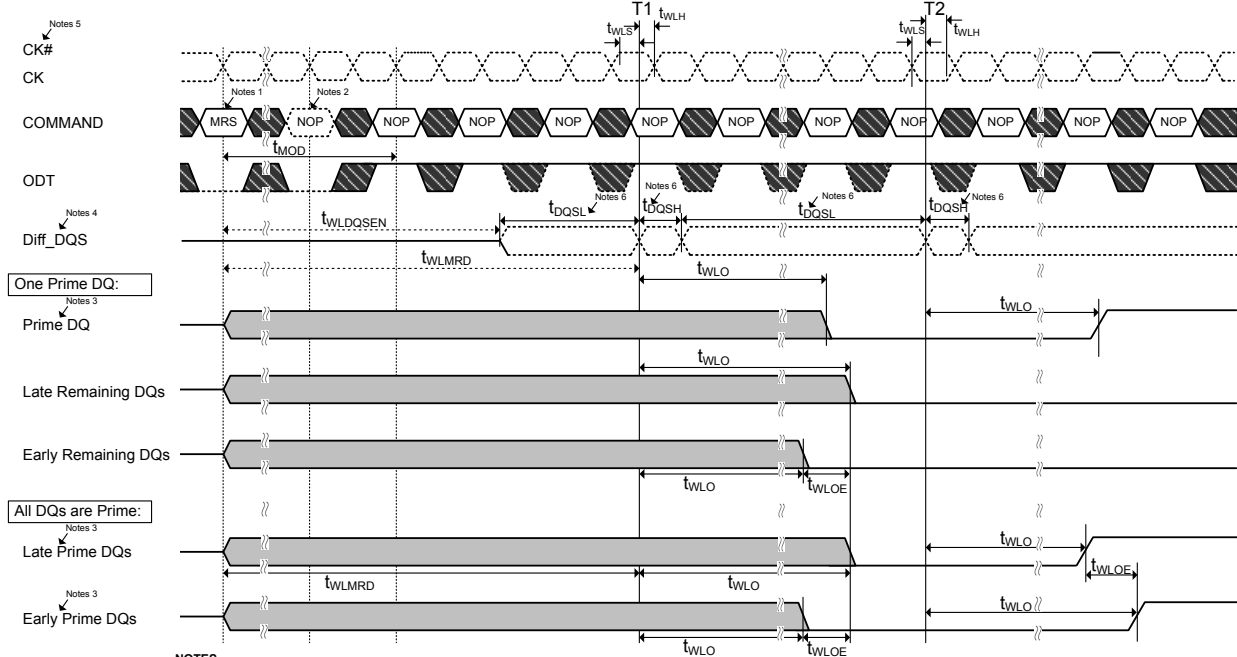 T1 T2
tWLS tWLH tWLS tWLH
Notes 5
CK#
CK
Notes 1 Notes 2
COMMAND MRS NOP NOP NOP NOP NOP NOP NOP NOP NOP NOP NOP
tMOD
ODT
Notes 4 Notes 6 Notes 6 Notes 6 Notes 6
tDQSL tDQSH tDQSL tDQSH
Diff_DQS tWLDQSEN
tWLMRD tWLO
One Prime DQ:
Notes 3
Prime DQ tWLO
tWLO
Late Remaining DQs
Early Remaining DQs
tWLO tWLOE
All DQs are Prime:
Notes 3
Late Prime DQs tWLO
tWLMRD tWLO tWLOE
Notes 3
Early Prime DQs tWLO
tWLO tWLOE
NOTES